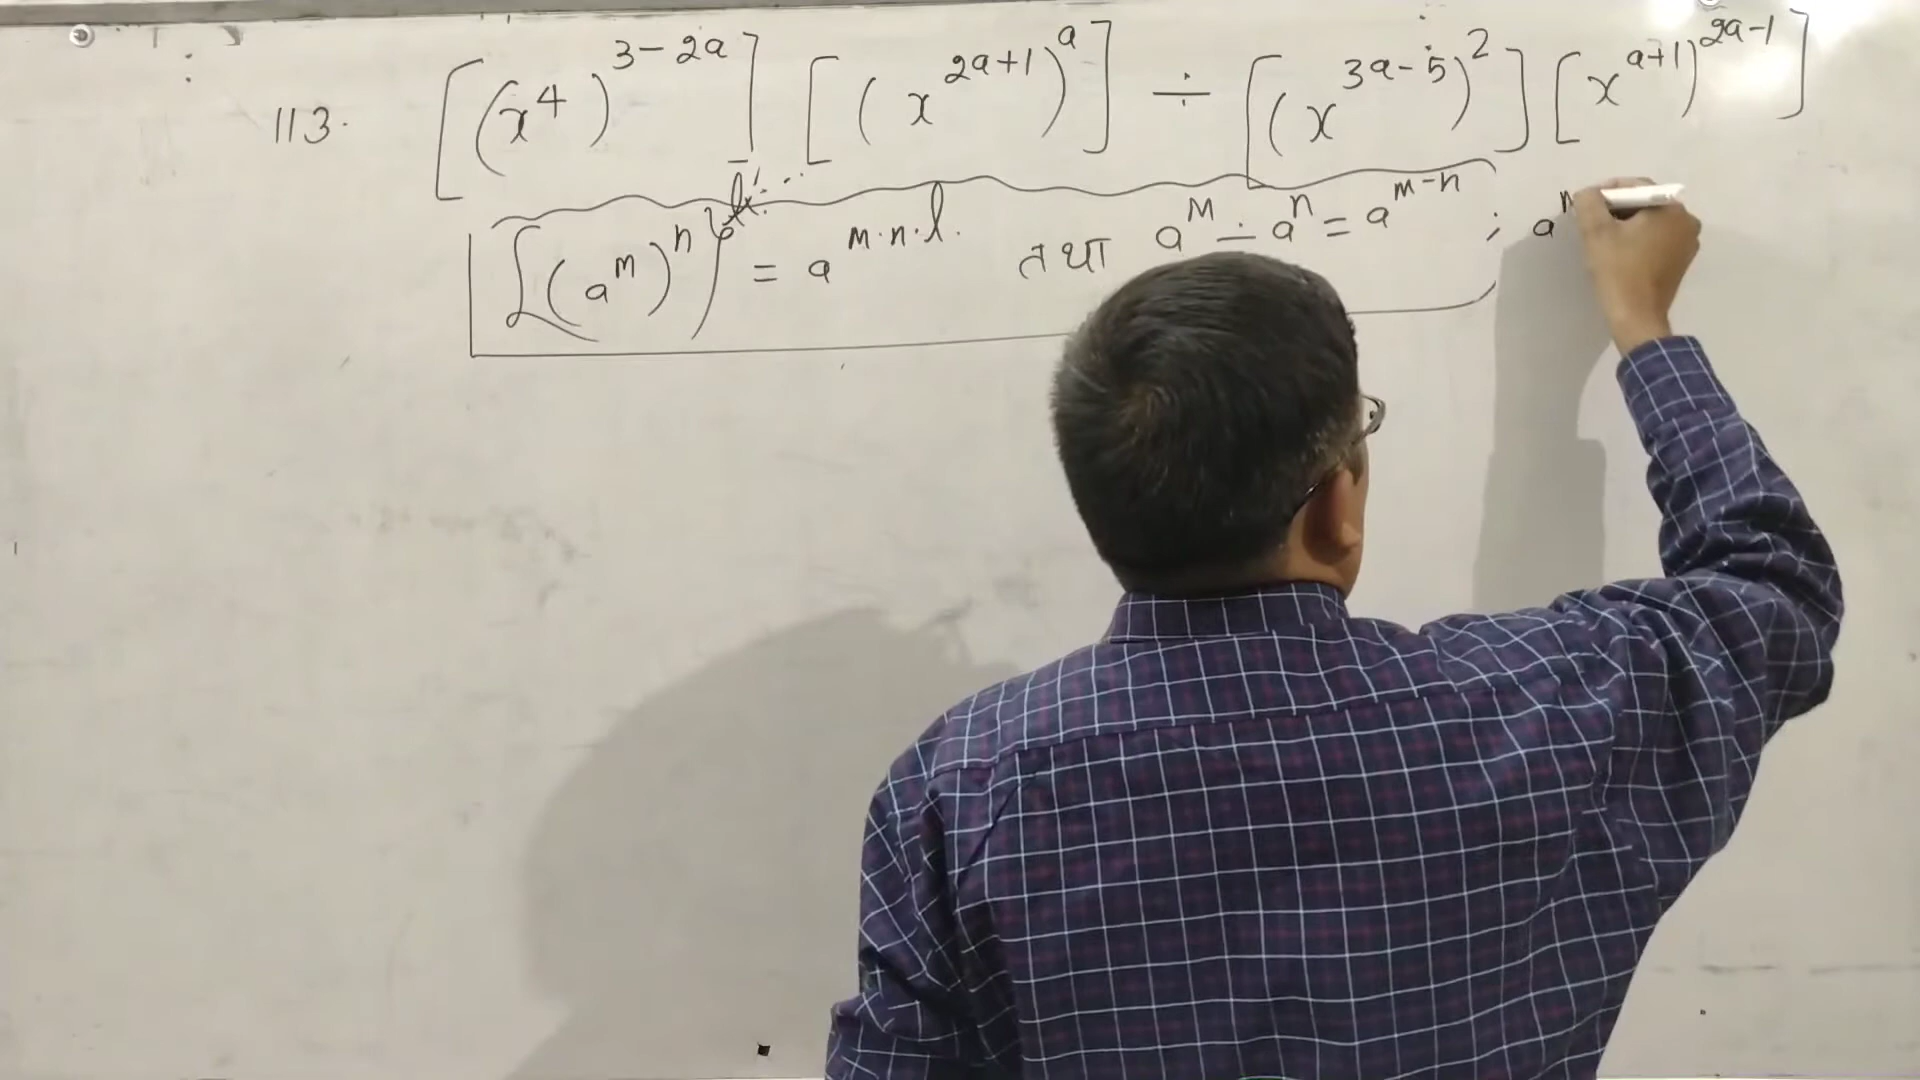 113. [(x⁴)^{3-2a}] [(x^{2a+1})^a] ÷ [(x^{3a-5})²] [x^{a+1})^{2a-1}]
[(a^m)^n]^{l...} = a^{m·n·l}. तथा a^m ÷ a^n = a^{m-n} ; a